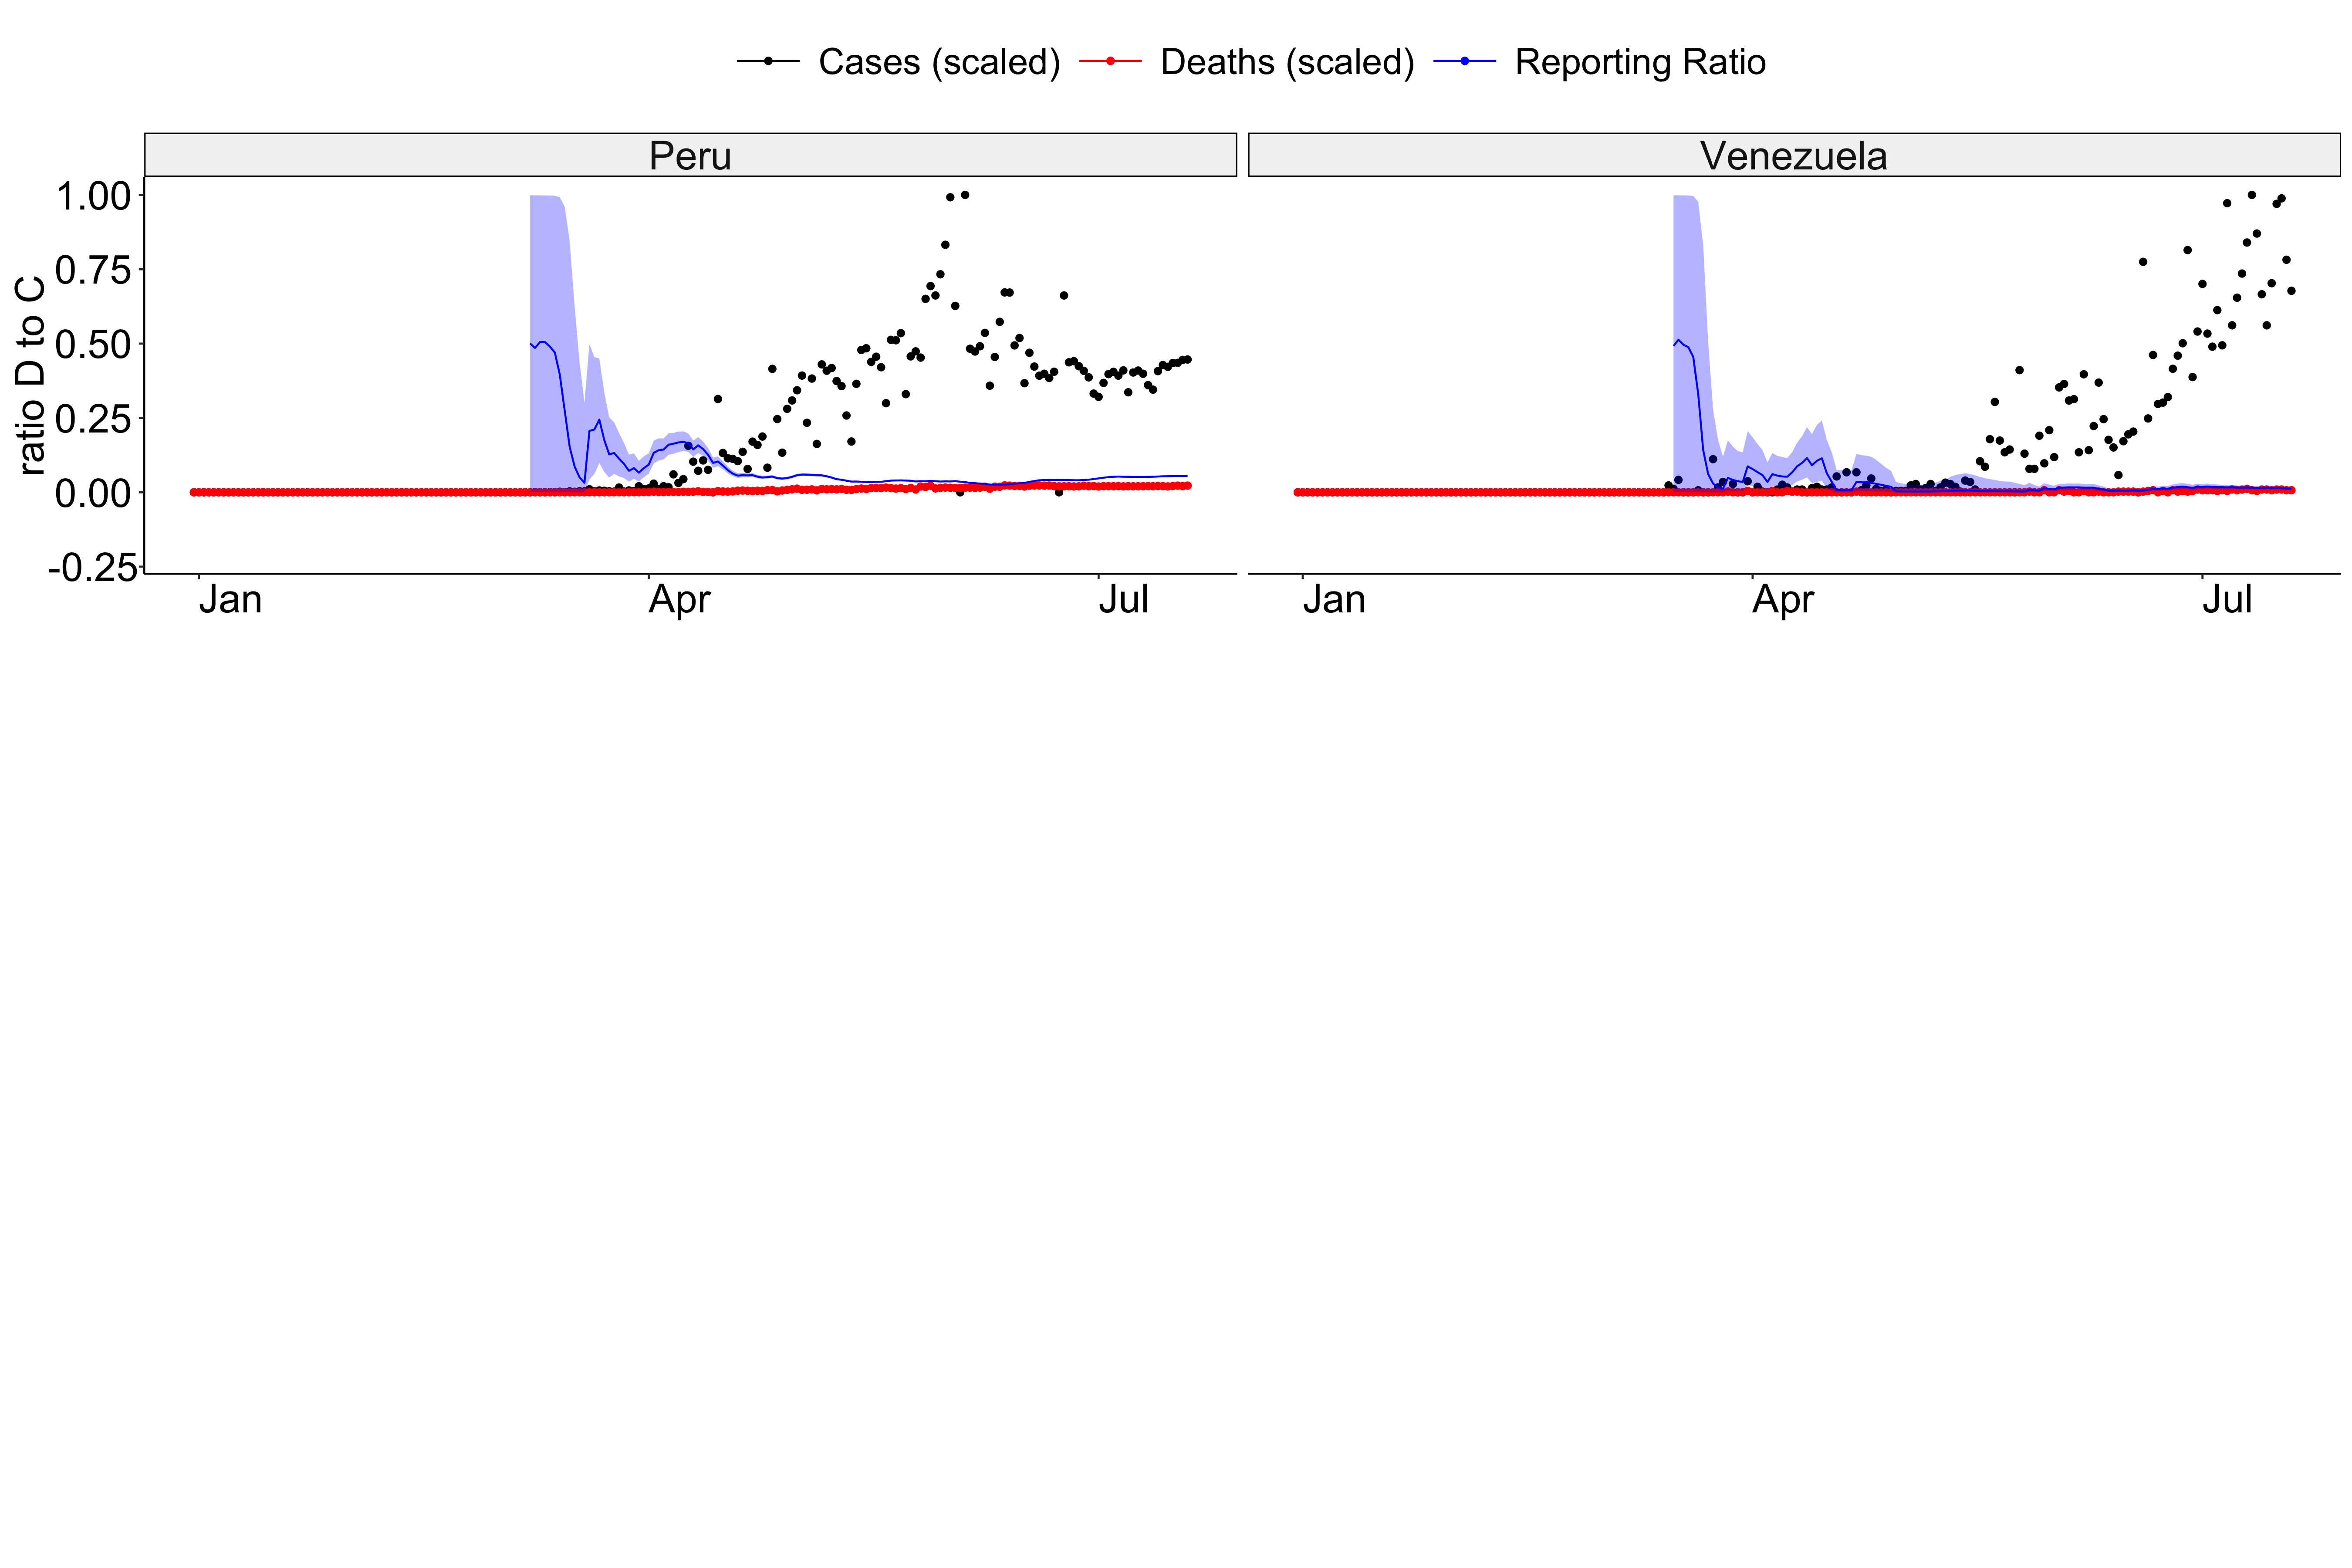 Cases (scaled) Deaths (scaled) Reporting Ratio
Peru Venezuela
ratio D to C
1.00
0.75
0.50
0.25
0.00
-0.25
Jan Apr Jul Jan Apr Jul